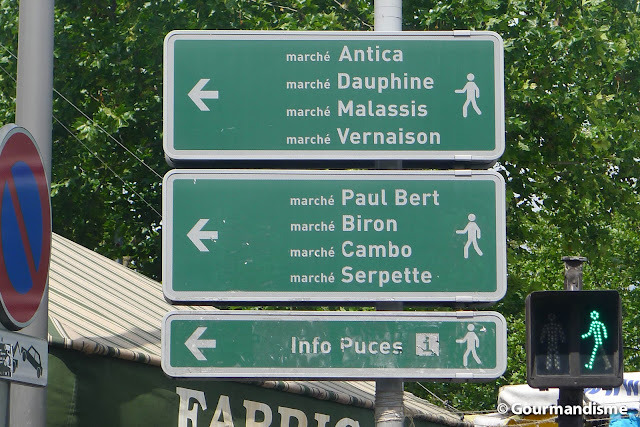 marché Antica
marché Dauphine
marché Malassis
marché Vernaison
marché Paul Bert
marché Biron
marché Cambo
marché Serpette
Info Puces i
FABRIC
© Gourmandisme